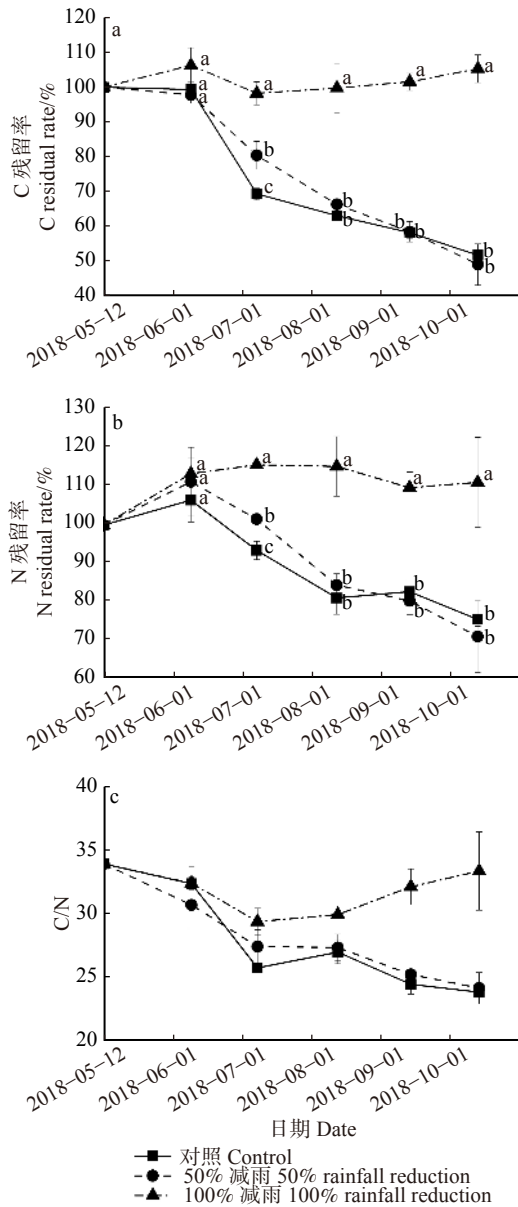 a
120
110
100
90
80
70
60
50
40
C 残留率
C residual rate/%
a
a
a
a
b
c
a
b
b
a
b
b
a
b
b
2018-05-12
2018-06-01
2018-07-01
2018-08-01
2018-09-01
2018-10-01
b
130
120
110
100
90
80
70
60
N 残留率
N residual rate/%
a
a
a
a
b
c
a
b
b
a
b
b
a
b
b
2018-05-12
2018-06-01
2018-07-01
2018-08-01
2018-09-01
2018-10-01
c
40
35
30
25
20
C/N
2018-05-12
2018-06-01
2018-07-01
2018-08-01
2018-09-01
2018-10-01
日期 Date
对照 Control
50% 减雨 50% rainfall reduction
100% 减雨 100% rainfall reduction